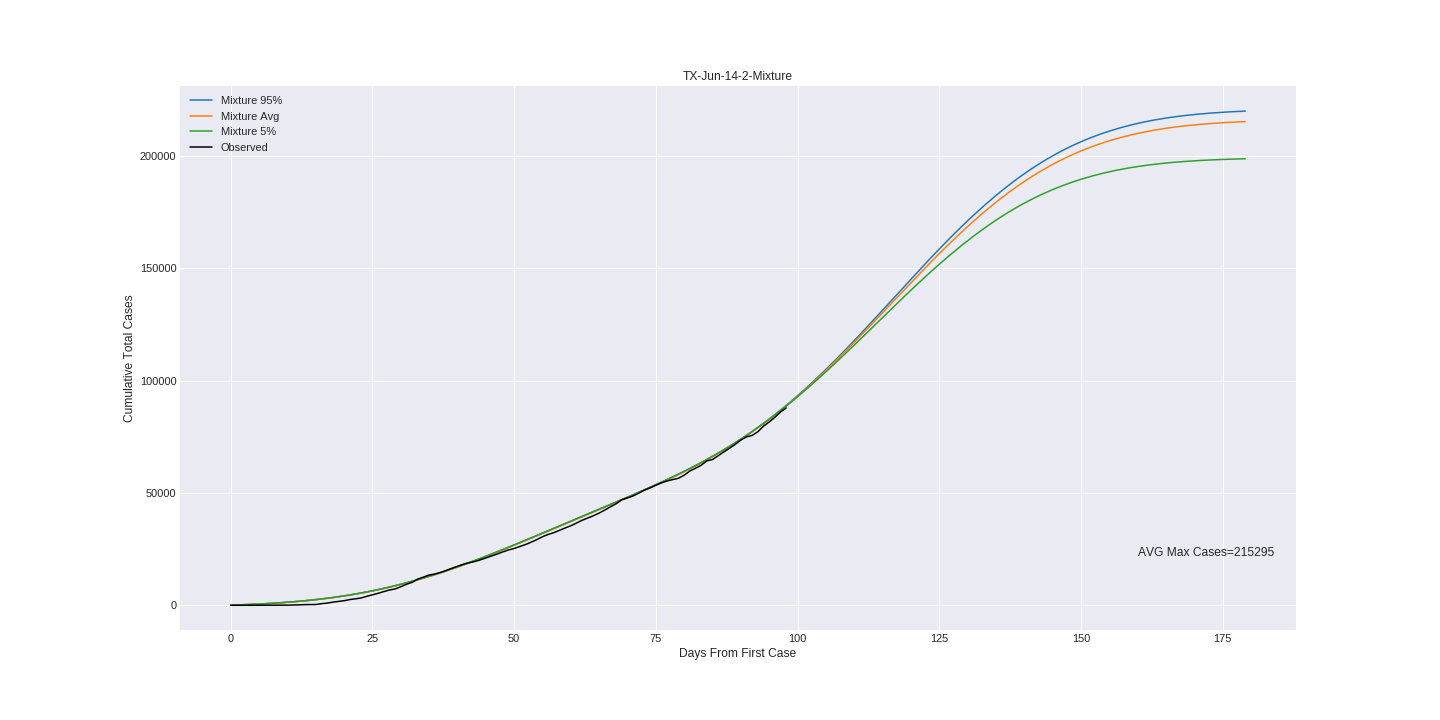 TX-Jun-14-2-Mixture
Mixture 95%
Mixture Avg
Mixture 5%
Observed
200000
150000
100000
50000
0
Cumulative Total Cases
AVG Max Cases=215295
0 25 50 75 100 125 150 175
Days From First Case